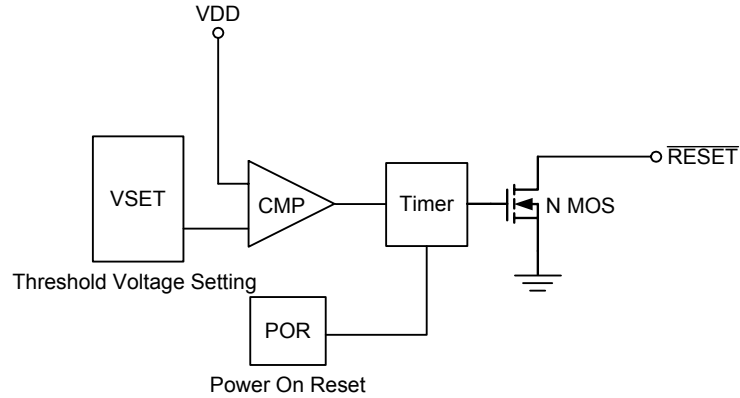 VDD
VSET
CMP
Timer
RESET
N MOS
Threshold Voltage Setting
POR
Power On Reset